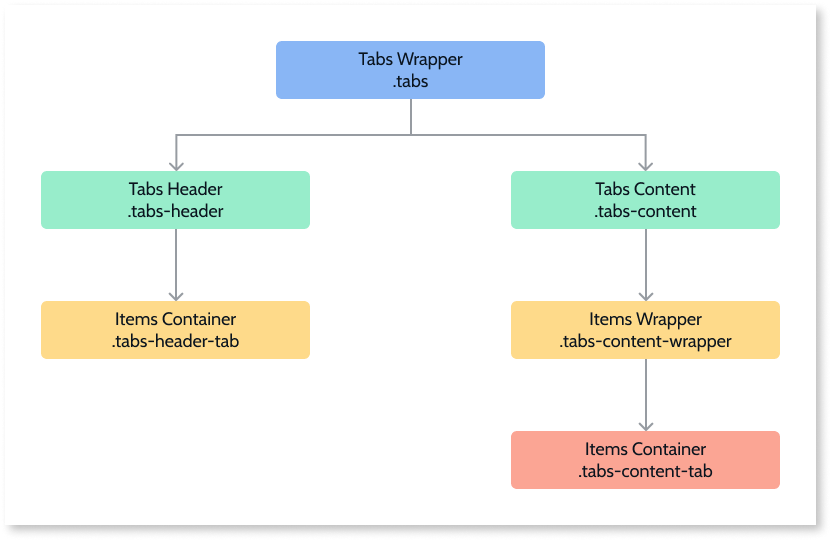 Tabs Wrapper
.tabs
Tabs Header
.tabs-header
Tabs Content
.tabs-content
Items Container
.tabs-header-tab
Items Wrapper
.tabs-content-wrapper
Items Container
.tabs-content-tab